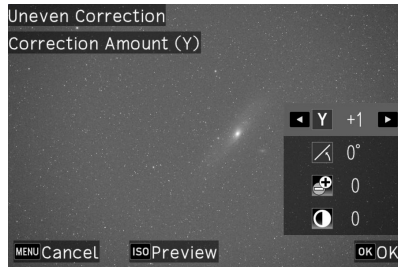 Uneven Correction
Correction Amount (Y)
Y +1
0°
0
0
MENU Cancel ISO Preview OK OK